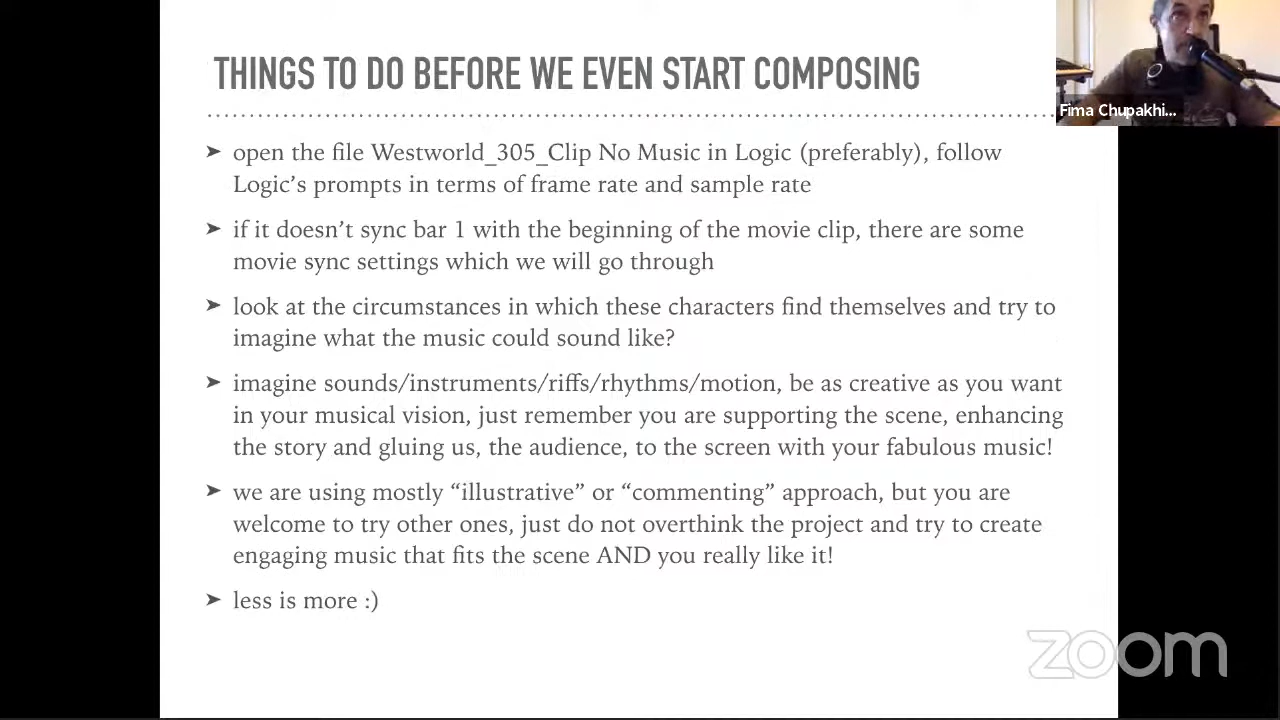 THINGS TO DO BEFORE WE EVEN START COMPOSING
Fima Chupakhi...
➤ open the file Westworld_305_Clip No Music in Logic (preferably), follow
Logic’s prompts in terms of frame rate and sample rate
➤ if it doesn’t sync bar 1 with the beginning of the movie clip, there are some
movie sync settings which we will go through
➤ look at the circumstances in which these characters find themselves and try to
imagine what the music could sound like?
➤ imagine sounds/instruments/riffs/rhythms/motion, be as creative as you want
in your musical vision, just remember you are supporting the scene, enhancing
the story and gluing us, the audience, to the screen with your fabulous music!
➤ we are using mostly “illustrative” or “commenting” approach, but you are
welcome to try other ones, just do not overthink the project and try to create
engaging music that fits the scene AND you really like it!
➤ less is more :)
zoom